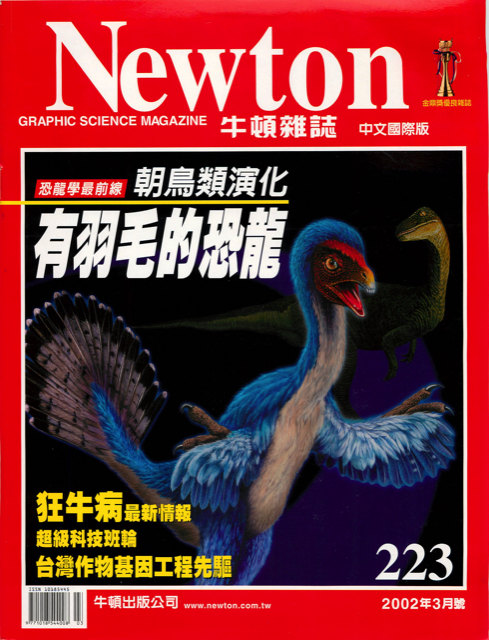 Newton
GRAPHIC SCIENCE MAGAZINE
牛頓雜誌 中文國際版
金鼎獎優良雜誌
恐龍學最前線 朝鳥類演化
有羽毛的恐龍
狂牛病最新情報
超級科技班輪
台灣作物基因工程先驅
223
ISSN 10165445
9771018544008 03
牛頓出版公司 www.newton.com.tw
2002年3月號